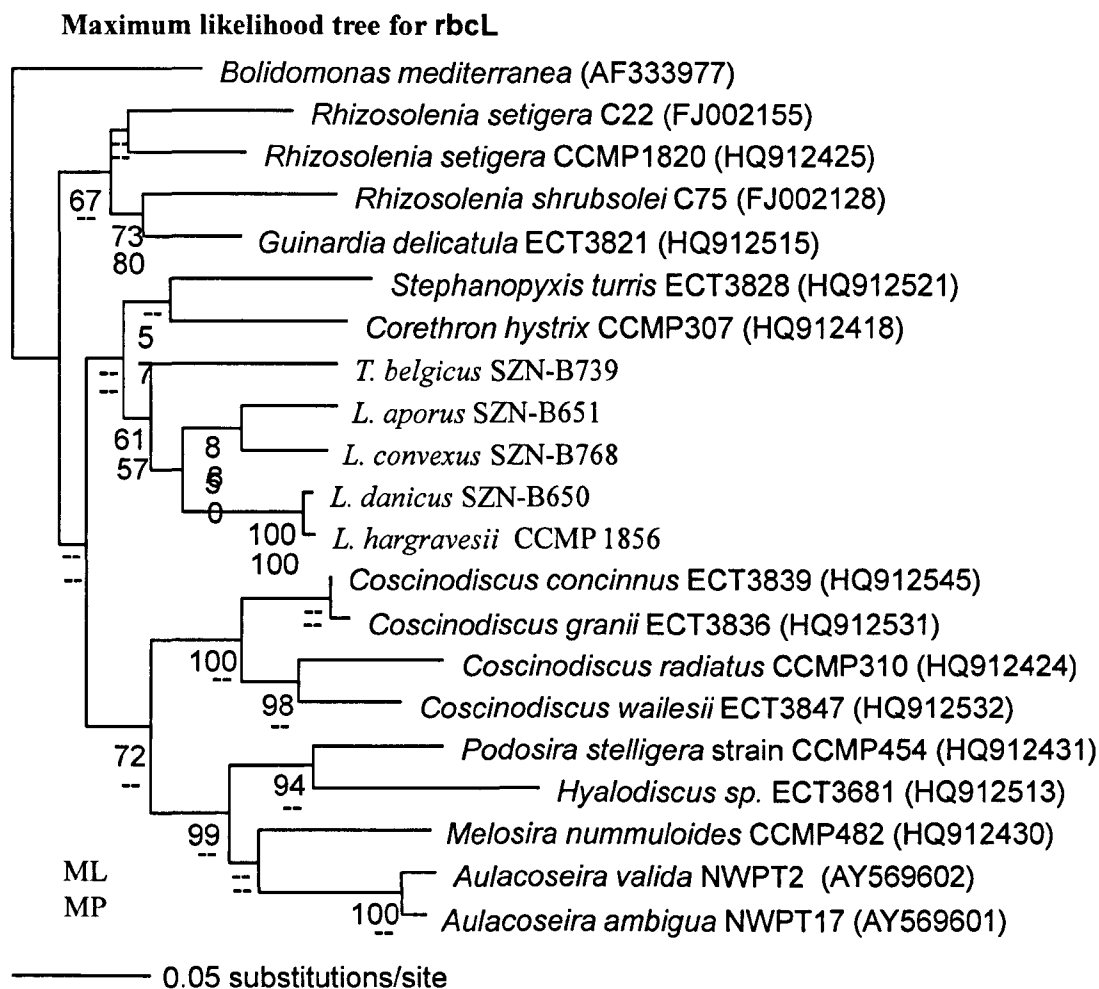 Maximum likelihood tree for rbcL
Bolidomonas mediterranea (AF333977)
Rhizosolenia setigera C22 (FJ002155)
--
--
Rhizosolenia setigera CCMP1820 (HQ912425)
Rhizosolenia shrubsolei C75 (FJ002128)
67
--
73
80
Guinardia delicatula ECT3821 (HQ912515)
Stephanopyxis turris ECT3828 (HQ912521)
--
5
7
Corethron hystrix CCMP307 (HQ912418)
--
--
T. belgicus SZN-B739
L. aporus SZN-B651
61
57
8
L. convexus SZN-B768
0
L. danicus SZN-B650
100
100
L. hargravesii CCMP 1856
--
--
Coscinodiscus concinnus ECT3839 (HQ912545)
--
--
Coscinodiscus granii ECT3836 (HQ912531)
100
--
Coscinodiscus radiatus CCMP310 (HQ912424)
98
--
Coscinodiscus wailesii ECT3847 (HQ912532)
72
--
Podosira stelligera strain CCMP454 (HQ912431)
94
--
Hyalodiscus sp. ECT3681 (HQ912513)
99
--
Melosira nummuloides CCMP482 (HQ912430)
--
--
Aulacoseira valida NWPT2 (AY569602)
100
--
Aulacoseira ambigua NWPT17 (AY569601)
ML
MP
0.05 substitutions/site